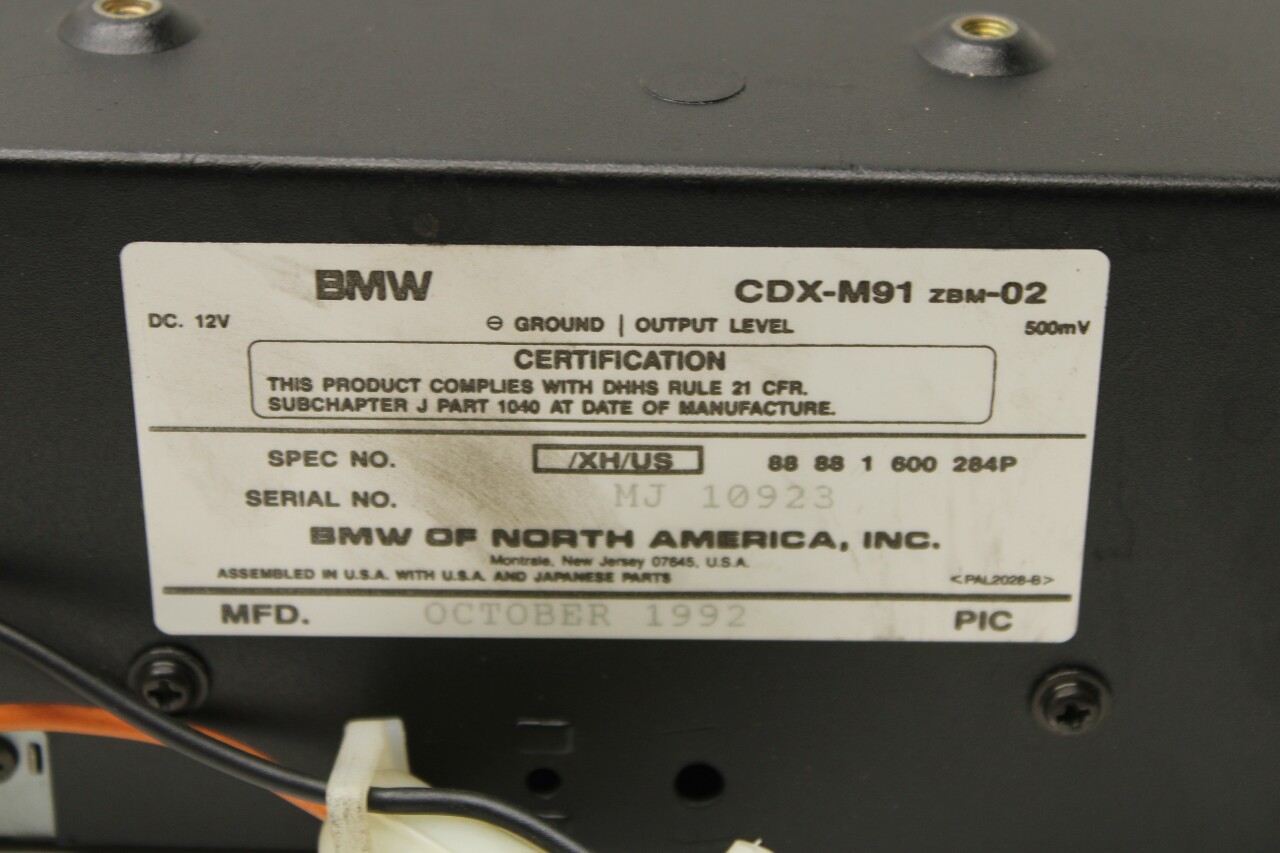 BMW CDX-M91 ZBM-02
DC. 12V ⊖ GROUND | OUTPUT LEVEL 500mV
CERTIFICATION
THIS PRODUCT COMPLIES WITH DHHS RULE 21 CFR.
SUBCHAPTER J PART 1040 AT DATE OF MANUFACTURE.
SPEC NO. /XH/US 88 88 1 600 284P
SERIAL NO. MJ 10923
BMW OF NORTH AMERICA, INC.
Montrale, New Jersey 07645, U.S.A.
ASSEMBLED IN U.S.A. WITH U.S.A. AND JAPANESE PARTS <PAL2028-B>
MFD. OCTOBER 1992 PIC